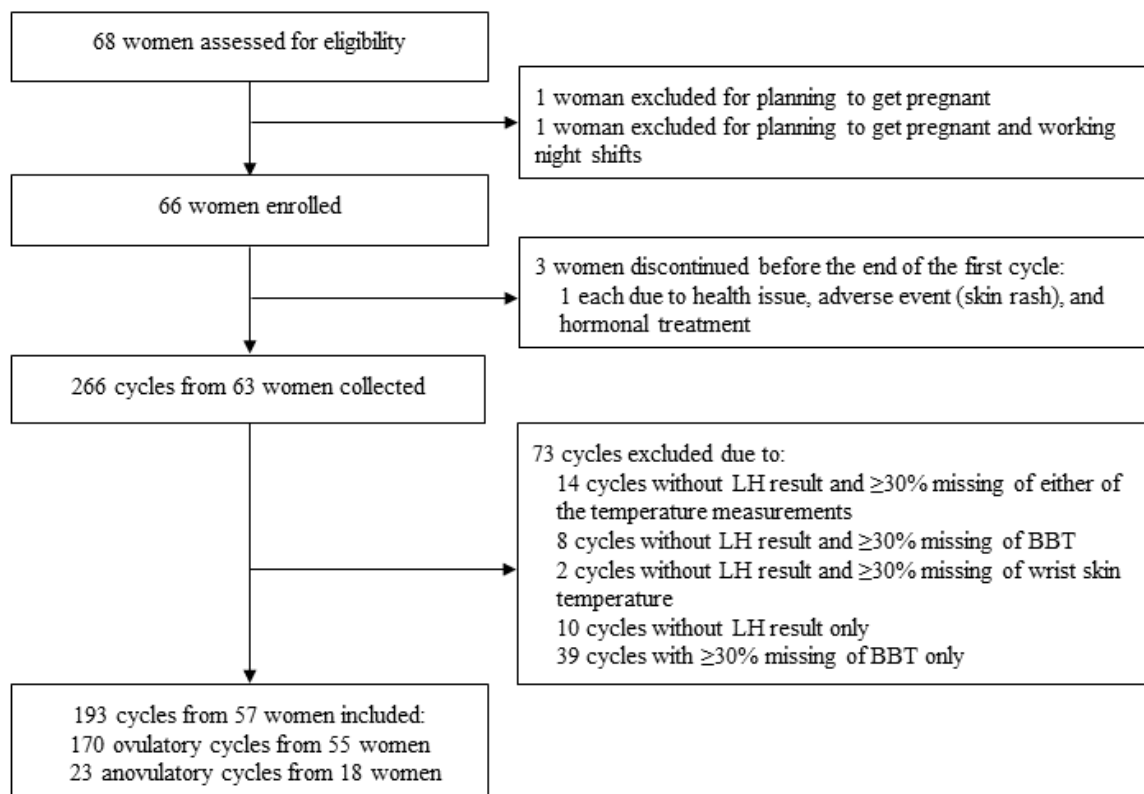 68 women assessed for eligibility
1 woman excluded for planning to get pregnant
1 woman excluded for planning to get pregnant and working
night shifts
66 women enrolled
3 women discontinued before the end of the first cycle:
1 each due to health issue, adverse event (skin rash), and
hormonal treatment
266 cycles from 63 women collected
73 cycles excluded due to:
14 cycles without LH result and ≥30% missing of either of
the temperature measurements
8 cycles without LH result and ≥30% missing of BBT
2 cycles without LH result and ≥30% missing of wrist skin
temperature
10 cycles without LH result only
39 cycles with ≥30% missing of BBT only
193 cycles from 57 women included:
170 ovulatory cycles from 55 women
23 anovulatory cycles from 18 women